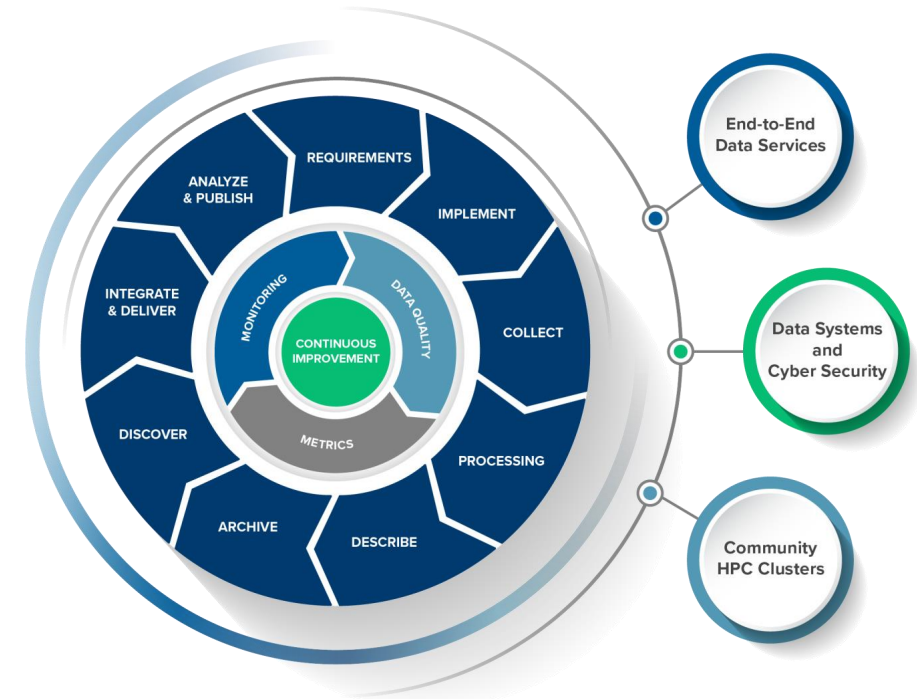 REQUIREMENTS
IMPLEMENT
COLLECT
PROCESSING
DESCRIBE
ARCHIVE
DISCOVER
INTEGRATE
& DELIVER
ANALYZE
& PUBLISH
MONITORING
DATA QUALITY
METRICS
CONTINUOUS
IMPROVEMENT
End-to-End
Data Services
Data Systems
and
Cyber Security
Community
HPC Clusters